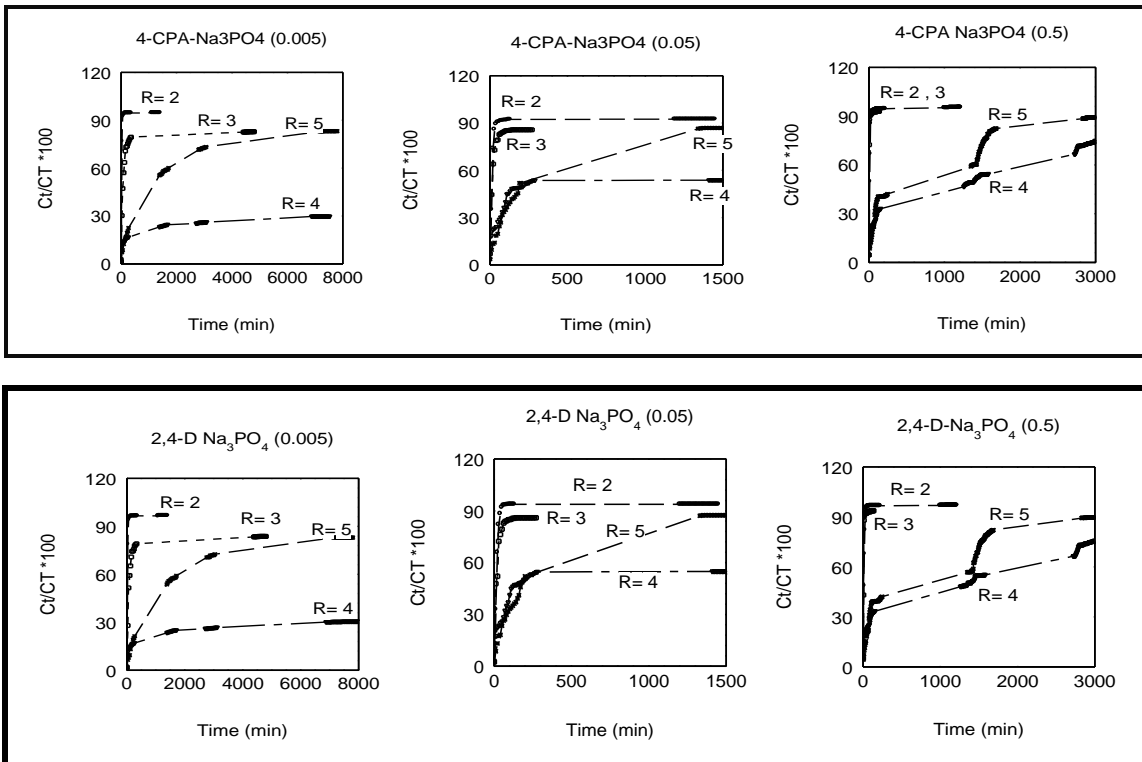 4-CPA-Na3PO4 (0.005)
Ct/CT *100
120
90
60
30
0
R= 2
R= 3
R= 5
R= 4
0 2000 4000 6000 8000
Time (min)
4-CPA-Na3PO4 (0.05)
Ct/CT *100
120
90
60
30
0
R= 2
R= 3
R= 5
R= 4
0 500 1000 1500
Time (min)
4-CPA Na3PO4 (0.5)
Ct/CT *100
120
90
60
30
0
R= 2 , 3
R= 5
R= 4
0 1000 2000 3000
Time (min)
2,4-D Na3PO4 (0.005)
Ct/CT *100
120
90
60
30
0
R= 2
R= 3
R= 5
R= 4
0 2000 4000 6000 8000
Time (min)
2,4-D Na3PO4 (0.05)
Ct/CT *100
120
90
60
30
0
R= 2
R= 3
R= 5
R= 4
0 500 1000 1500
Time (min)
2,4-D-Na3PO4 (0.5)
Ct/CT *100
120
90
60
30
0
R= 2
R= 3
R= 5
R= 4
0 1000 2000 3000
Time (min)